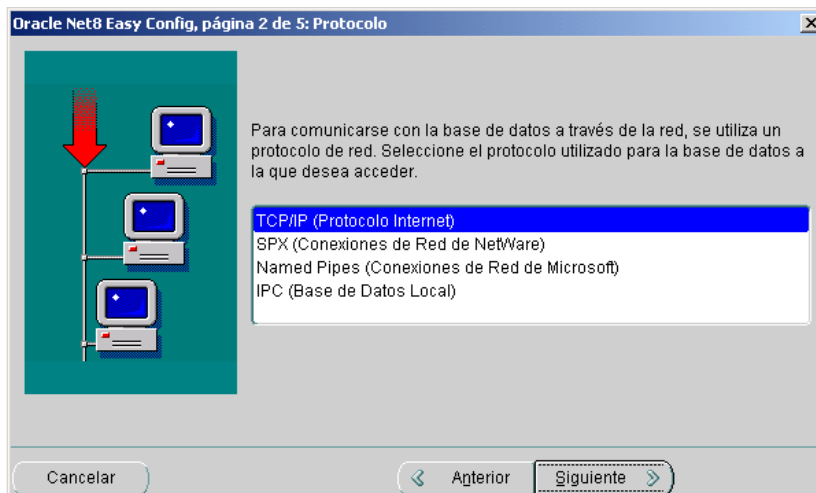 Oracle Net8 Easy Config, página 2 de 5: Protocolo
Para comunicarse con la base de datos a través de la red, se utiliza un
protocolo de red. Seleccione el protocolo utilizado para la base de datos a
la que desea acceder.
TCP/IP (Protocolo Internet)
SPX (Conexiones de Red de NetWare)
Named Pipes (Conexiones de Red de Microsoft)
IPC (Base de Datos Local)
Cancelar
Anterior
Siguiente